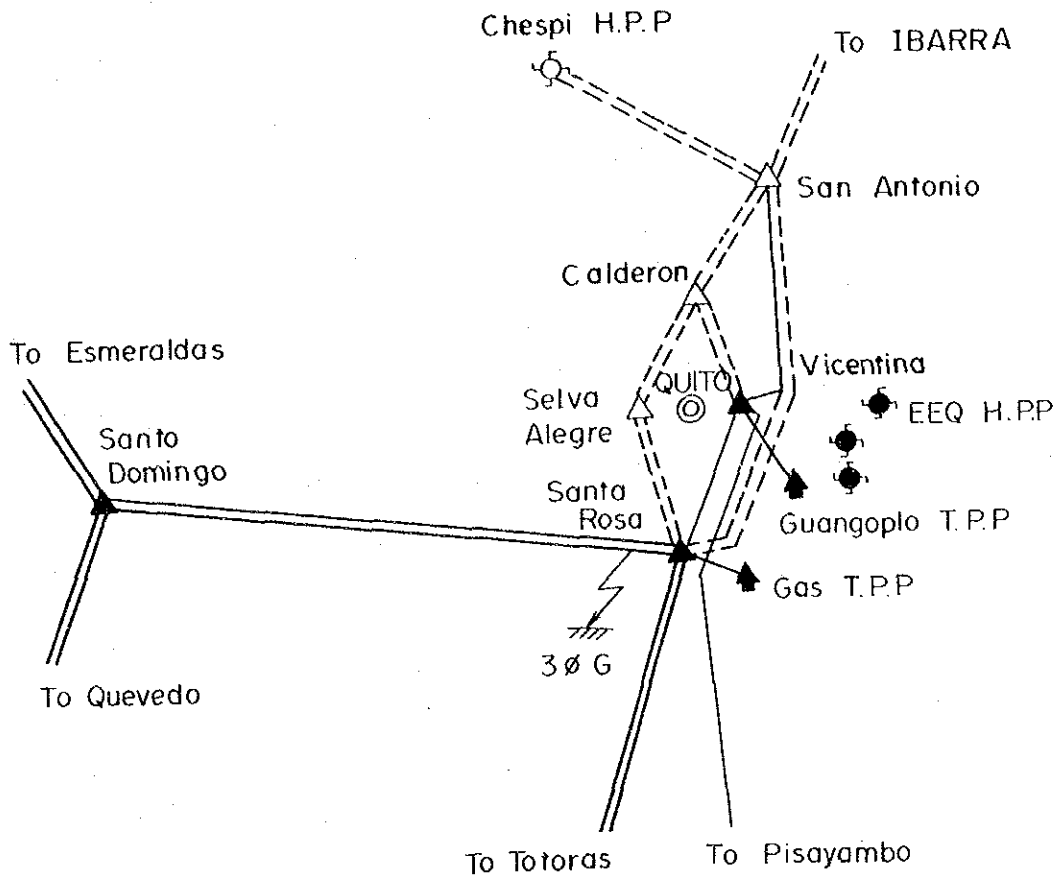 Chespi H.P.P
To IBARRA
San Antonio
Calderon
To Esmeraldas
Vicentina
QUITO
Selva
Alegre
EEQ H.P.P
Santo
Domingo
Santa
Rosa
Guangoplo T.P.P
Gas T.P.P
3ø G
To Quevedo
To Totoras
To Pisayambo